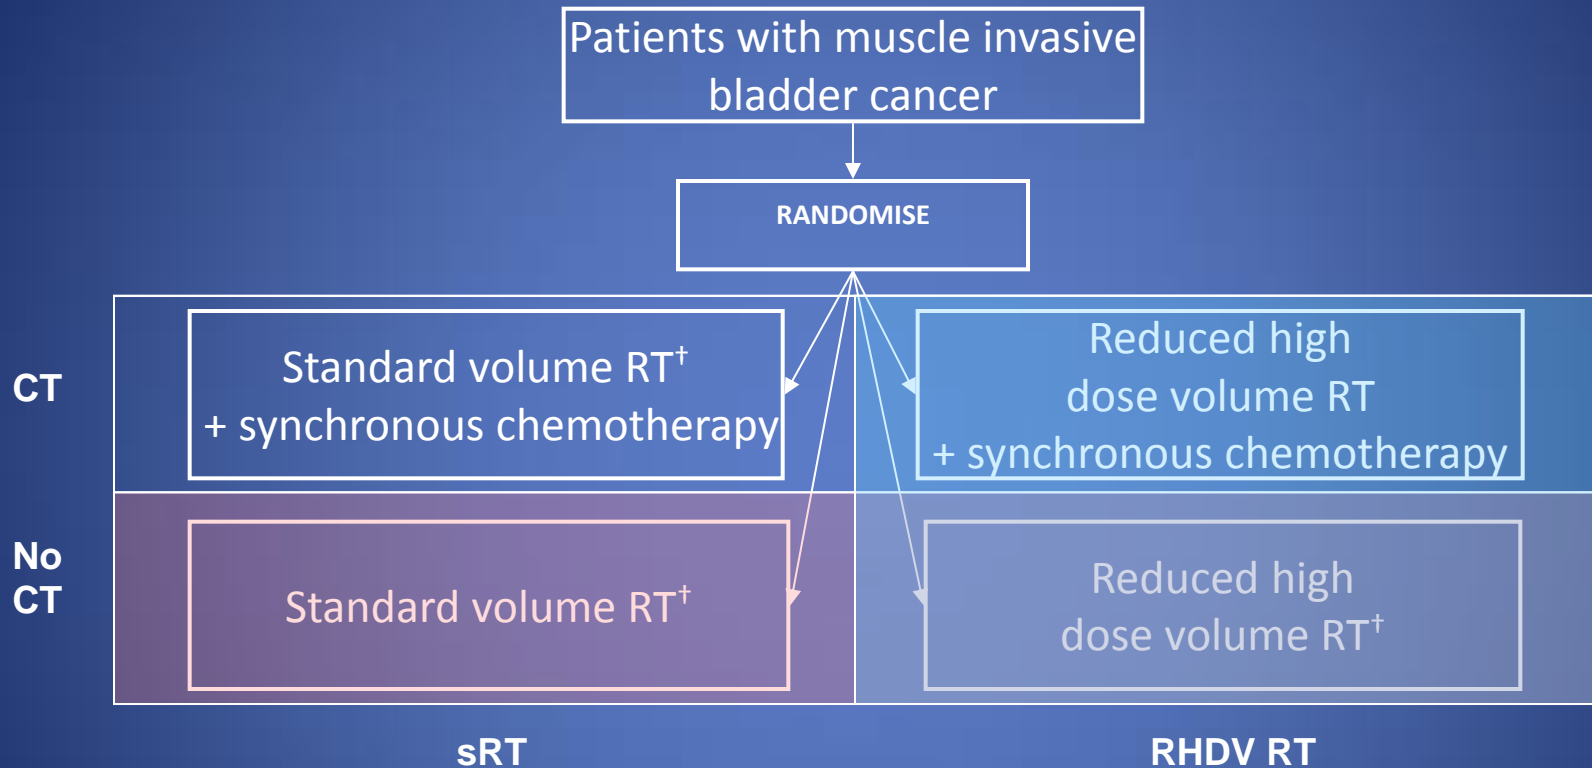 Patients with muscle invasive
bladder cancer
RANDOMISE
CT
Standard volume RT†
+ synchronous chemotherapy
Reduced high
dose volume RT
+ synchronous chemotherapy
No
CT
Standard volume RT†
Reduced high
dose volume RT†
sRT
RHDV RT